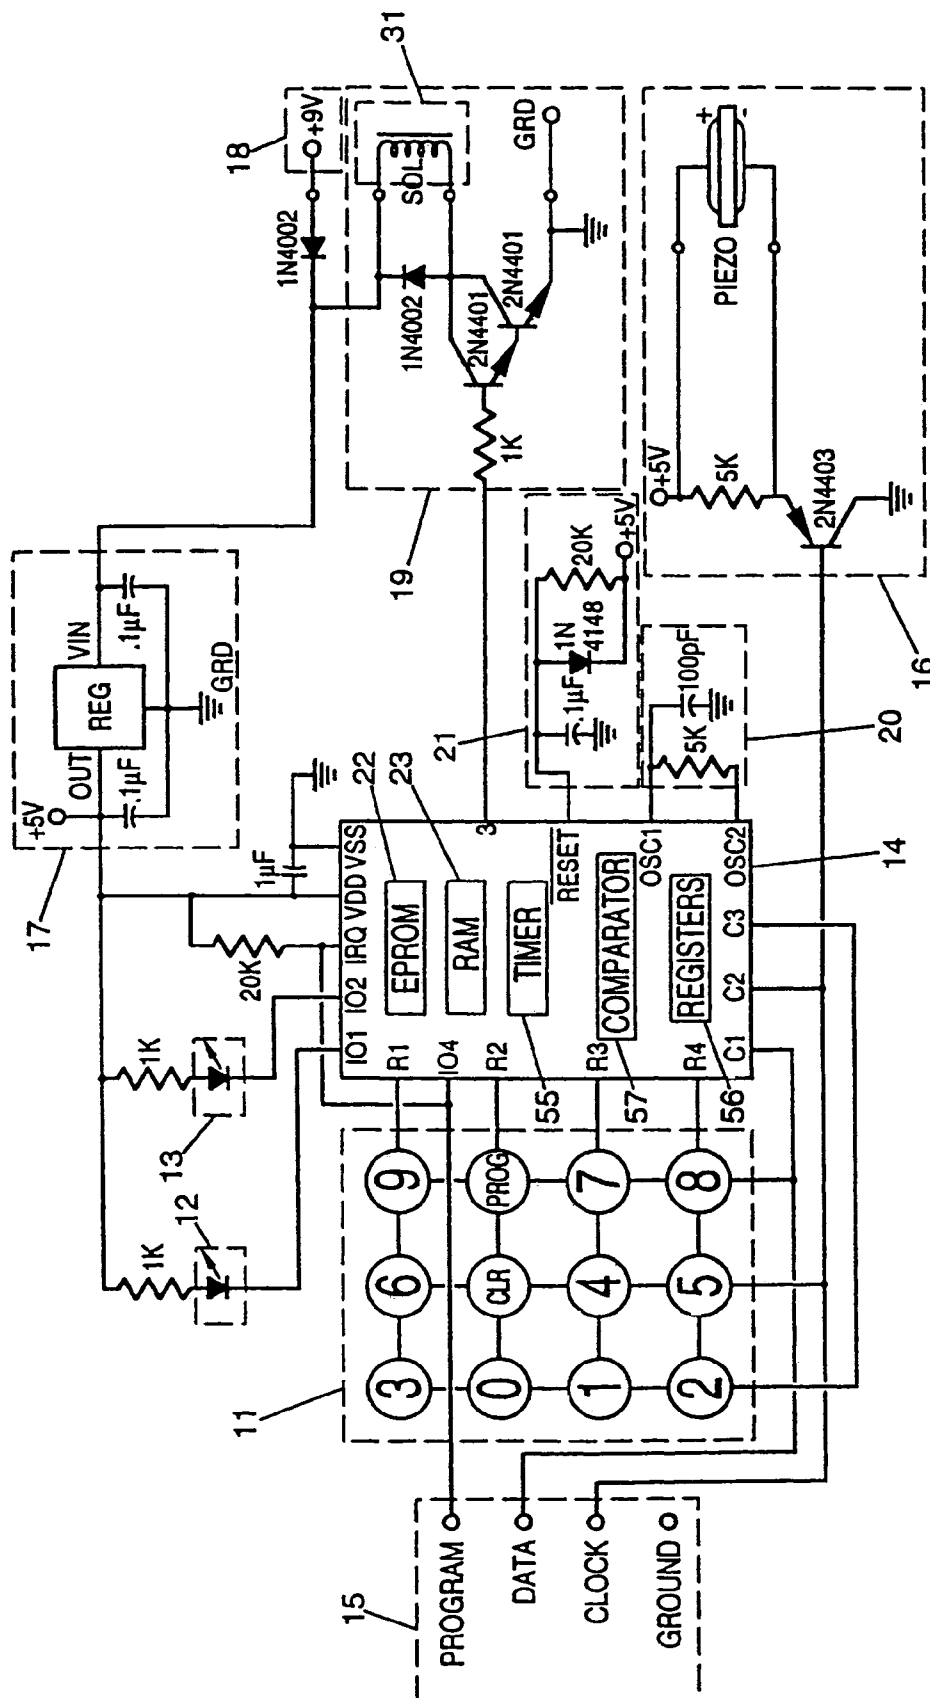 15
PROGRAM
DATA
CLOCK
GROUND
11
3
6
9
0
CLR
PROG
1
4
7
2
5
8
12
1K
13
1K
20K
17
+5V
OUT
REG
VIN
.1µF
.1µF
GRD
1µF
IO1
IO2
IRQ
VDD
VSS
R1
IO4
R2
R3
R4
EPROM
22
RAM
23
TIMER
55
COMPARATOR
57
REGISTERS
56
3
RESET
OSC1
OSC2
C1
C2
C3
14
18
+9V
1N4002
31
SOL
1N4002
2N4401
2N4401
GRD
1K
19
21
.1µF
1N
4148
20K
+5V
5K
100pF
20
+5V
5K
PIEZO
+
-
2N4403
16